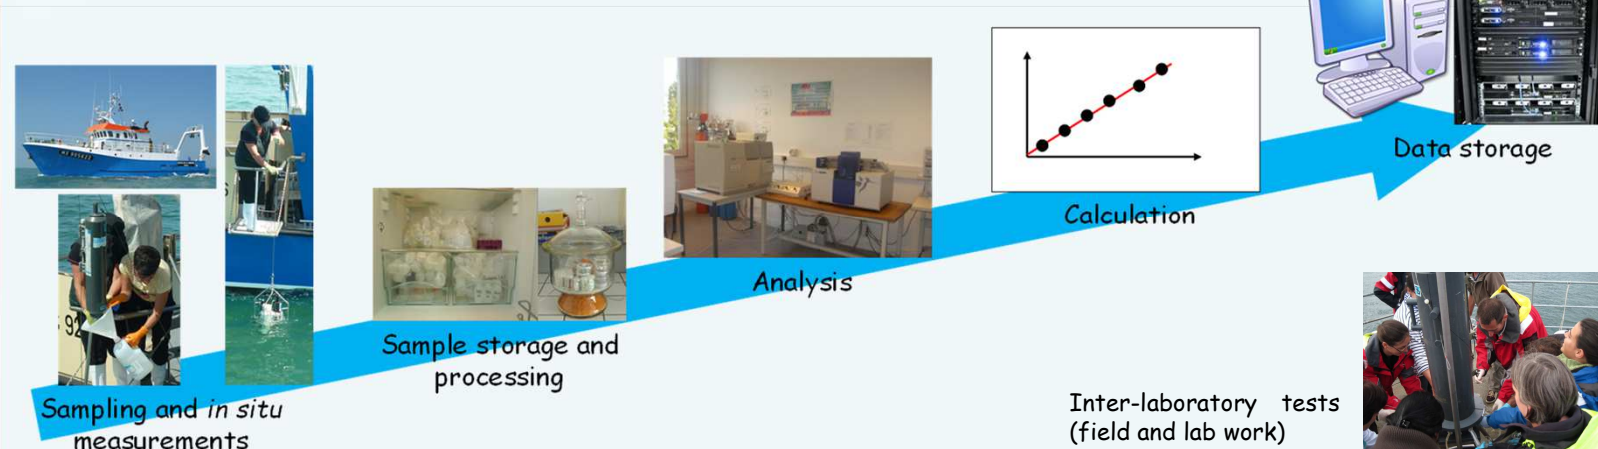 Sampling and in situ
measurements
Sample storage and
processing
Analysis
Calculation
Data storage
Inter-laboratory tests
(field and lab work)
92